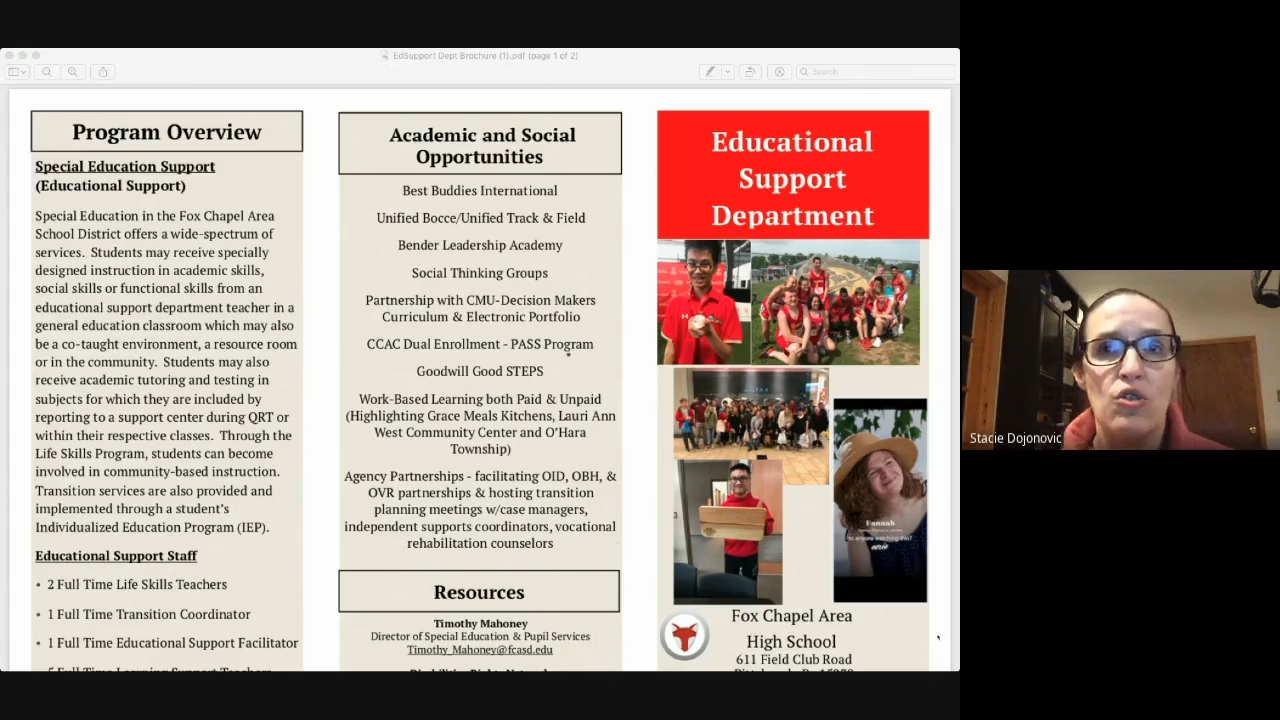 EdSupport Dept Brochure (1).pdf (page 1 of 2)
Search
Program Overview
Special Education Support
(Educational Support)
Special Education in the Fox Chapel Area
School District offers a wide-spectrum of
services. Students may receive specially
designed instruction in academic skills,
social skills or functional skills from an
educational support department teacher in a
general education classroom which may also
be a co-taught environment, a resource room
or in the community. Students may also
receive academic tutoring and testing in
subjects for which they are included by
reporting to a support center during QRT or
within their respective classes. Through the
Life Skills Program, students can become
involved in community-based instruction.
Transition services are also provided and
implemented through a student's
Individualized Education Program (IEP).
Educational Support Staff
• 2 Full Time Life Skills Teachers
• 1 Full Time Transition Coordinator
• 1 Full Time Educational Support Facilitator
Academic and Social
Opportunities
Best Buddies International
Unified Bocce/Unified Track & Field
Bender Leadership Academy
Social Thinking Groups
Partnership with CMU-Decision Makers
Curriculum & Electronic Portfolio
CCAC Dual Enrollment - PASS Program
Goodwill Good STEPS
Work-Based Learning both Paid & Unpaid
(Highlighting Grace Meals Kitchens, Lauri Ann
West Community Center and O'Hara
Township)
Agency Partnerships - facilitating OID, OBH, &
OVR partnerships & hosting transition
planning meetings w/case managers,
independent supports coordinators, vocational
rehabilitation counselors
Resources
Timothy Mahoney
Director of Special Education & Pupil Services
Timothy_Mahoney@fcasd.edu
Educational
Support
Department
Hannah
to anyone watching this?
Fox Chapel Area
High School
611 Field Club Road
Stacie Dojonovic